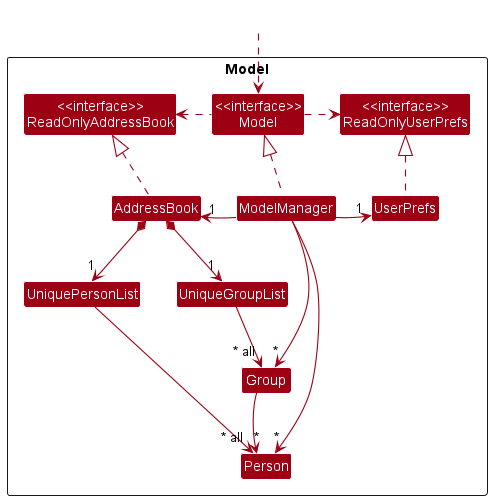 Model
<<interface>>
ReadOnlyAddressBook
<<interface>>
Model
<<interface>>
ReadOnlyUserPrefs
AddressBook
1
ModelManager
1
UserPrefs
1
1
UniquePersonList
UniqueGroupList
* all
*
Group
* all
*
*
Person